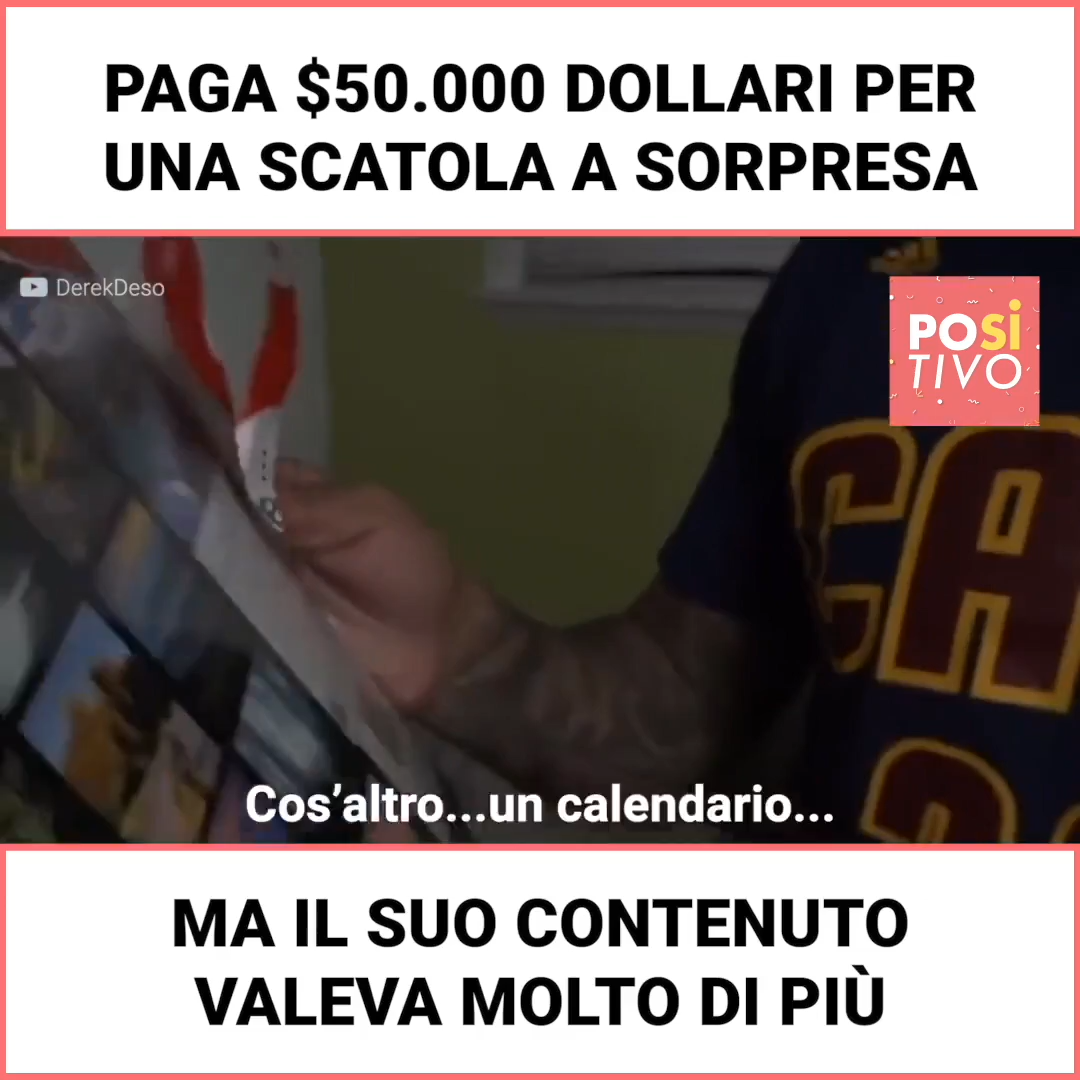 PAGA $50.000 DOLLARI PER
UNA SCATOLA A SORPRESA
DerekDeso
POSI
TIVO
CA
Cos’altro...un calendario...
MA IL SUO CONTENUTO
VALEVA MOLTO DI PIÙ